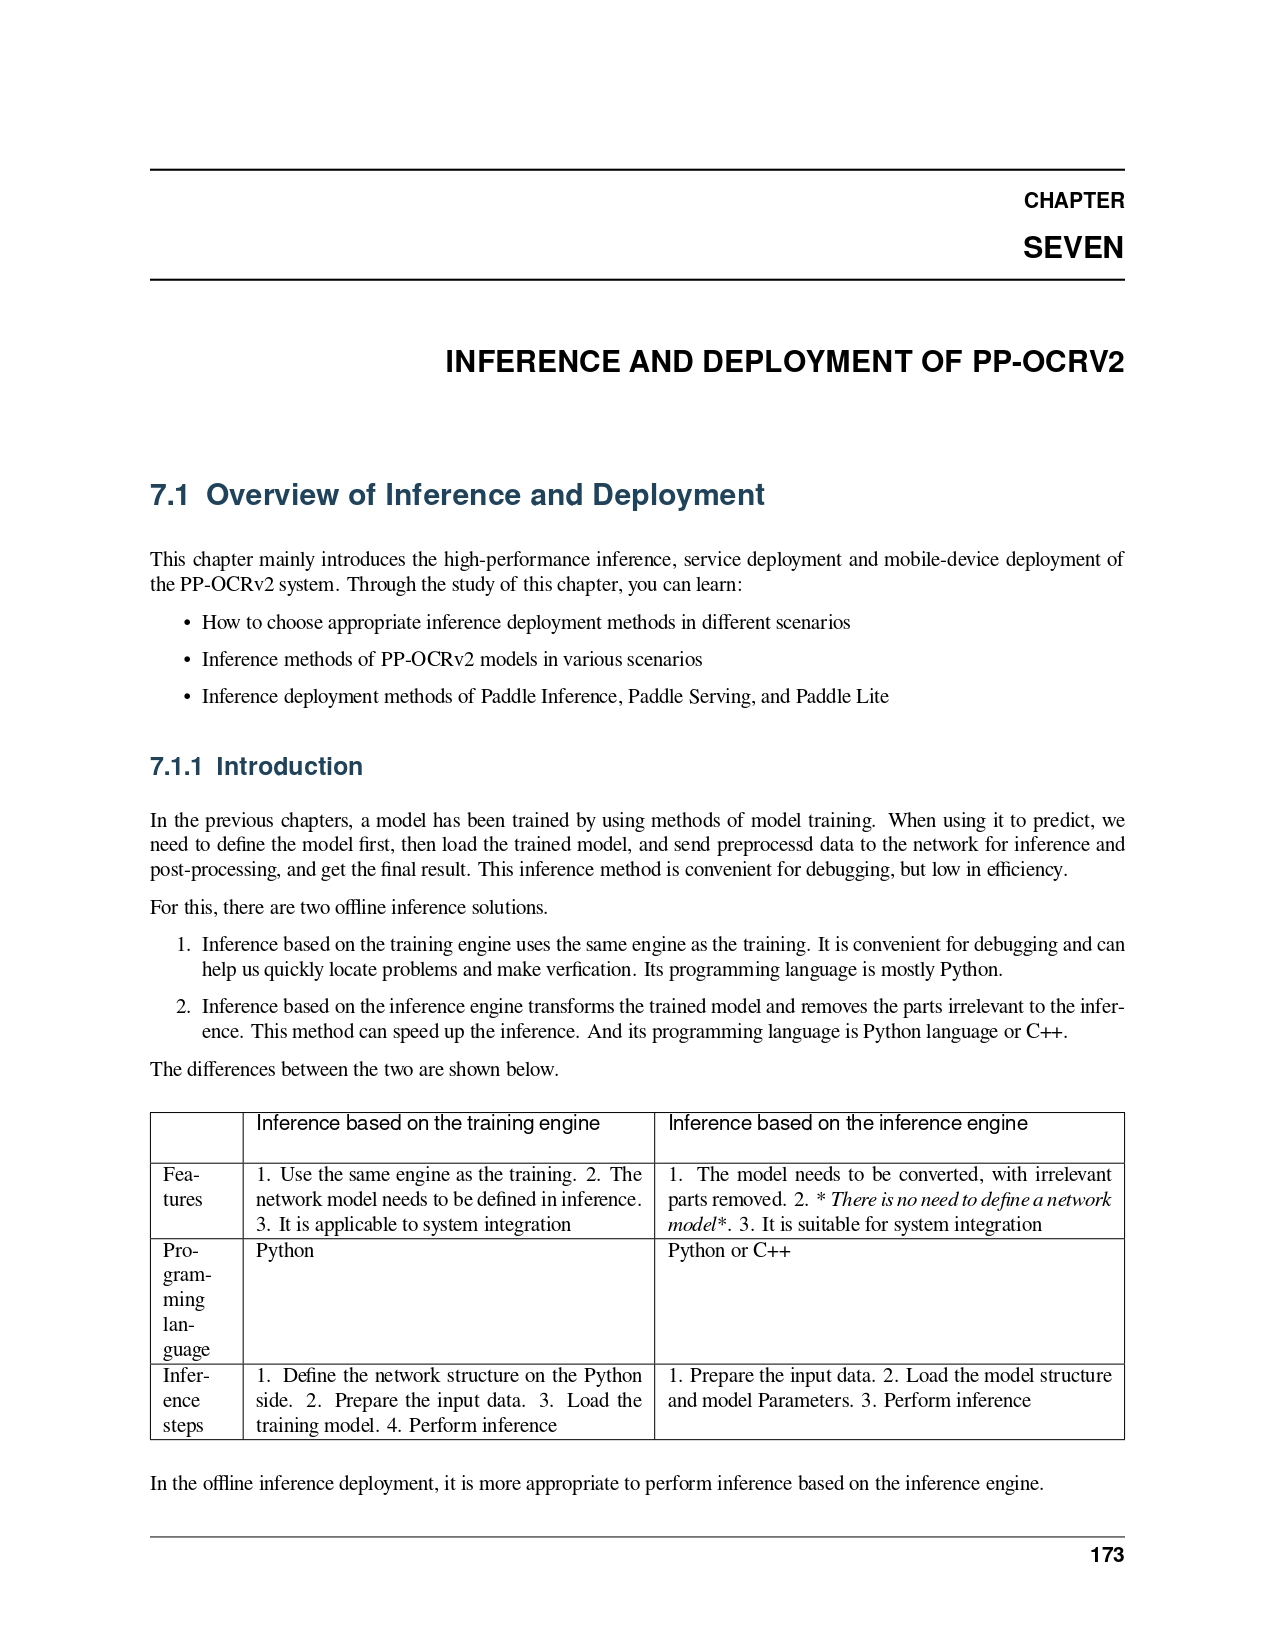 CHAPTER
SEVEN
INFERENCE AND DEPLOYMENT OF PP-OCRV2
7.1 Overview of Inference and Deployment
This chapter mainly introduces the high-performance inference, service deployment and mobile-device deployment of
the PP-OCRv2 system. Through the study of this chapter, you can learn:
• How to choose appropriate inference deployment methods in different scenarios
• Inference methods of PP-OCRv2 models in various scenarios
• Inference deployment methods of Paddle Inference, Paddle Serving, and Paddle Lite
7.1.1 Introduction
In the previous chapters, a model has been trained by using methods of model training. When using it to predict, we
need to define the model first, then load the trained model, and send preprocessd data to the network for inference and
post-processing, and get the final result. This inference method is convenient for debugging, but low in efficiency.
For this, there are two offline inference solutions.
1. Inference based on the training engine uses the same engine as the training. It is convenient for debugging and can
help us quickly locate problems and make verfication. Its programming language is mostly Python.
2. Inference based on the inference engine transforms the trained model and removes the parts irrelevant to the infer-
ence. This method can speed up the inference. And its programming language is Python language or C++.
The differences between the two are shown below.
Inference based on the training engine
Inference based on the inference engine
Fea-
tures
1. Use the same engine as the training. 2. The
network model needs to be defined in inference.
3. It is applicable to system integration
1. The model needs to be converted, with irrelevant
parts removed. 2. * There is no need to define a network
model*. 3. It is suitable for system integration
Pro-
gram-
ming
lan-
guage
Python
Python or C++
Infer-
ence
steps
1. Define the network structure on the Python
side. 2. Prepare the input data. 3. Load the
training model. 4. Perform inference
1. Prepare the input data. 2. Load the model structure
and model Parameters. 3. Perform inference
In the offline inference deployment, it is more appropriate to perform inference based on the inference engine.
173